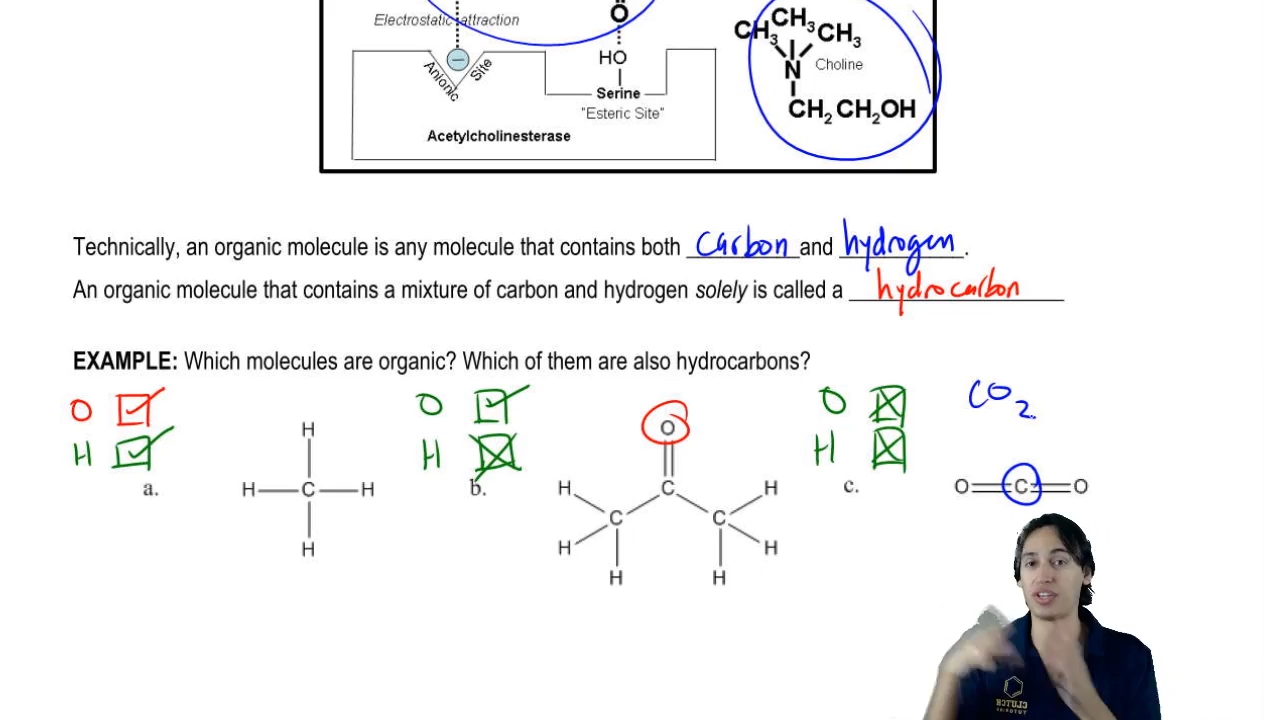 Electrostatic attraction
O
CH3 CH3 CH3
Anionic Site
HO
N Choline
Serine
"Esteric Site"
CH2CH2OH
Acetylcholinesterase
Technically, an organic molecule is any molecule that contains both carbon and hydrogen.
An organic molecule that contains a mixture of carbon and hydrogen solely is called a hydrocarbon
EXAMPLE: Which molecules are organic? Which of them are also hydrocarbons?
O
H
a.
H
H C H
H
O
H
b.
O
H C H
C C
H H
H H
O
H
c.
CO2
O C O
CLUTCH